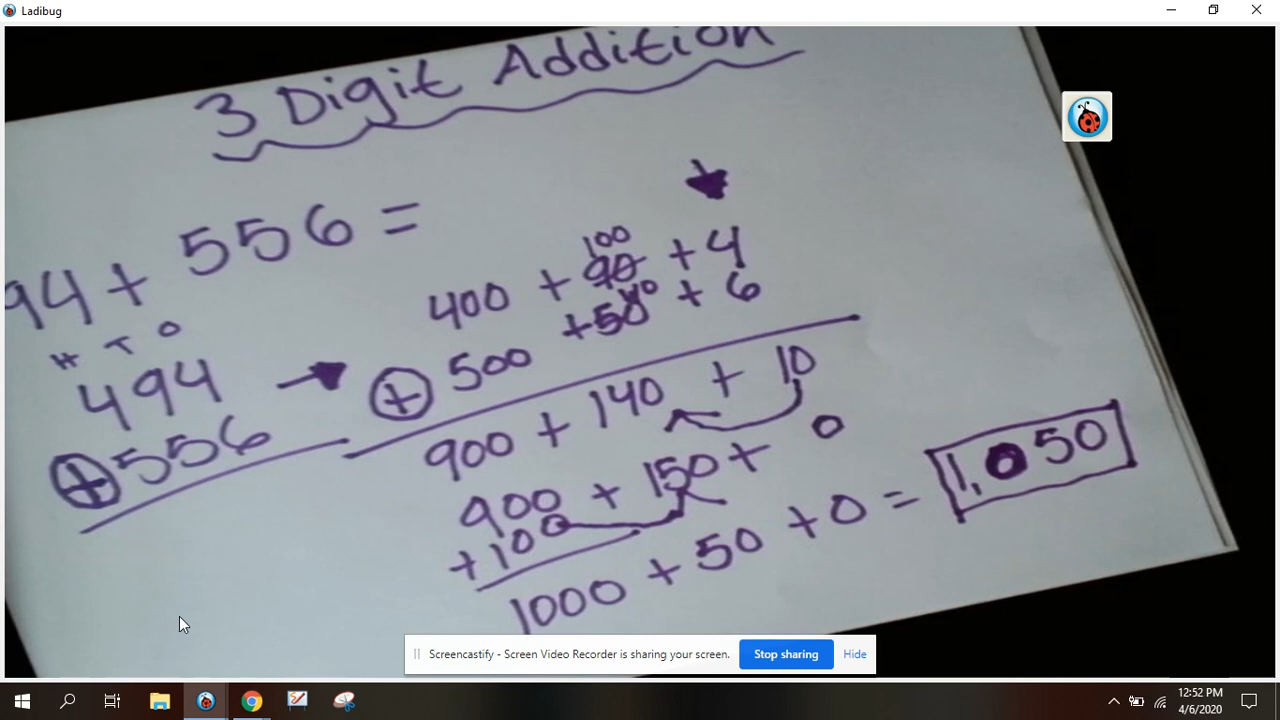 Ladibug
3 Digit Addition
94 + 556 =
H T O
494
+ 556
100
400 + 90 + 4
40
+ 500 + 50 + 6
900 + 140 + 10
900 + 150 + 0
+ 100
1000 + 50 + 0 = 1,050
Screencastify - Screen Video Recorder is sharing your screen. Stop sharing Hide
12:52 PM
4/6/2020